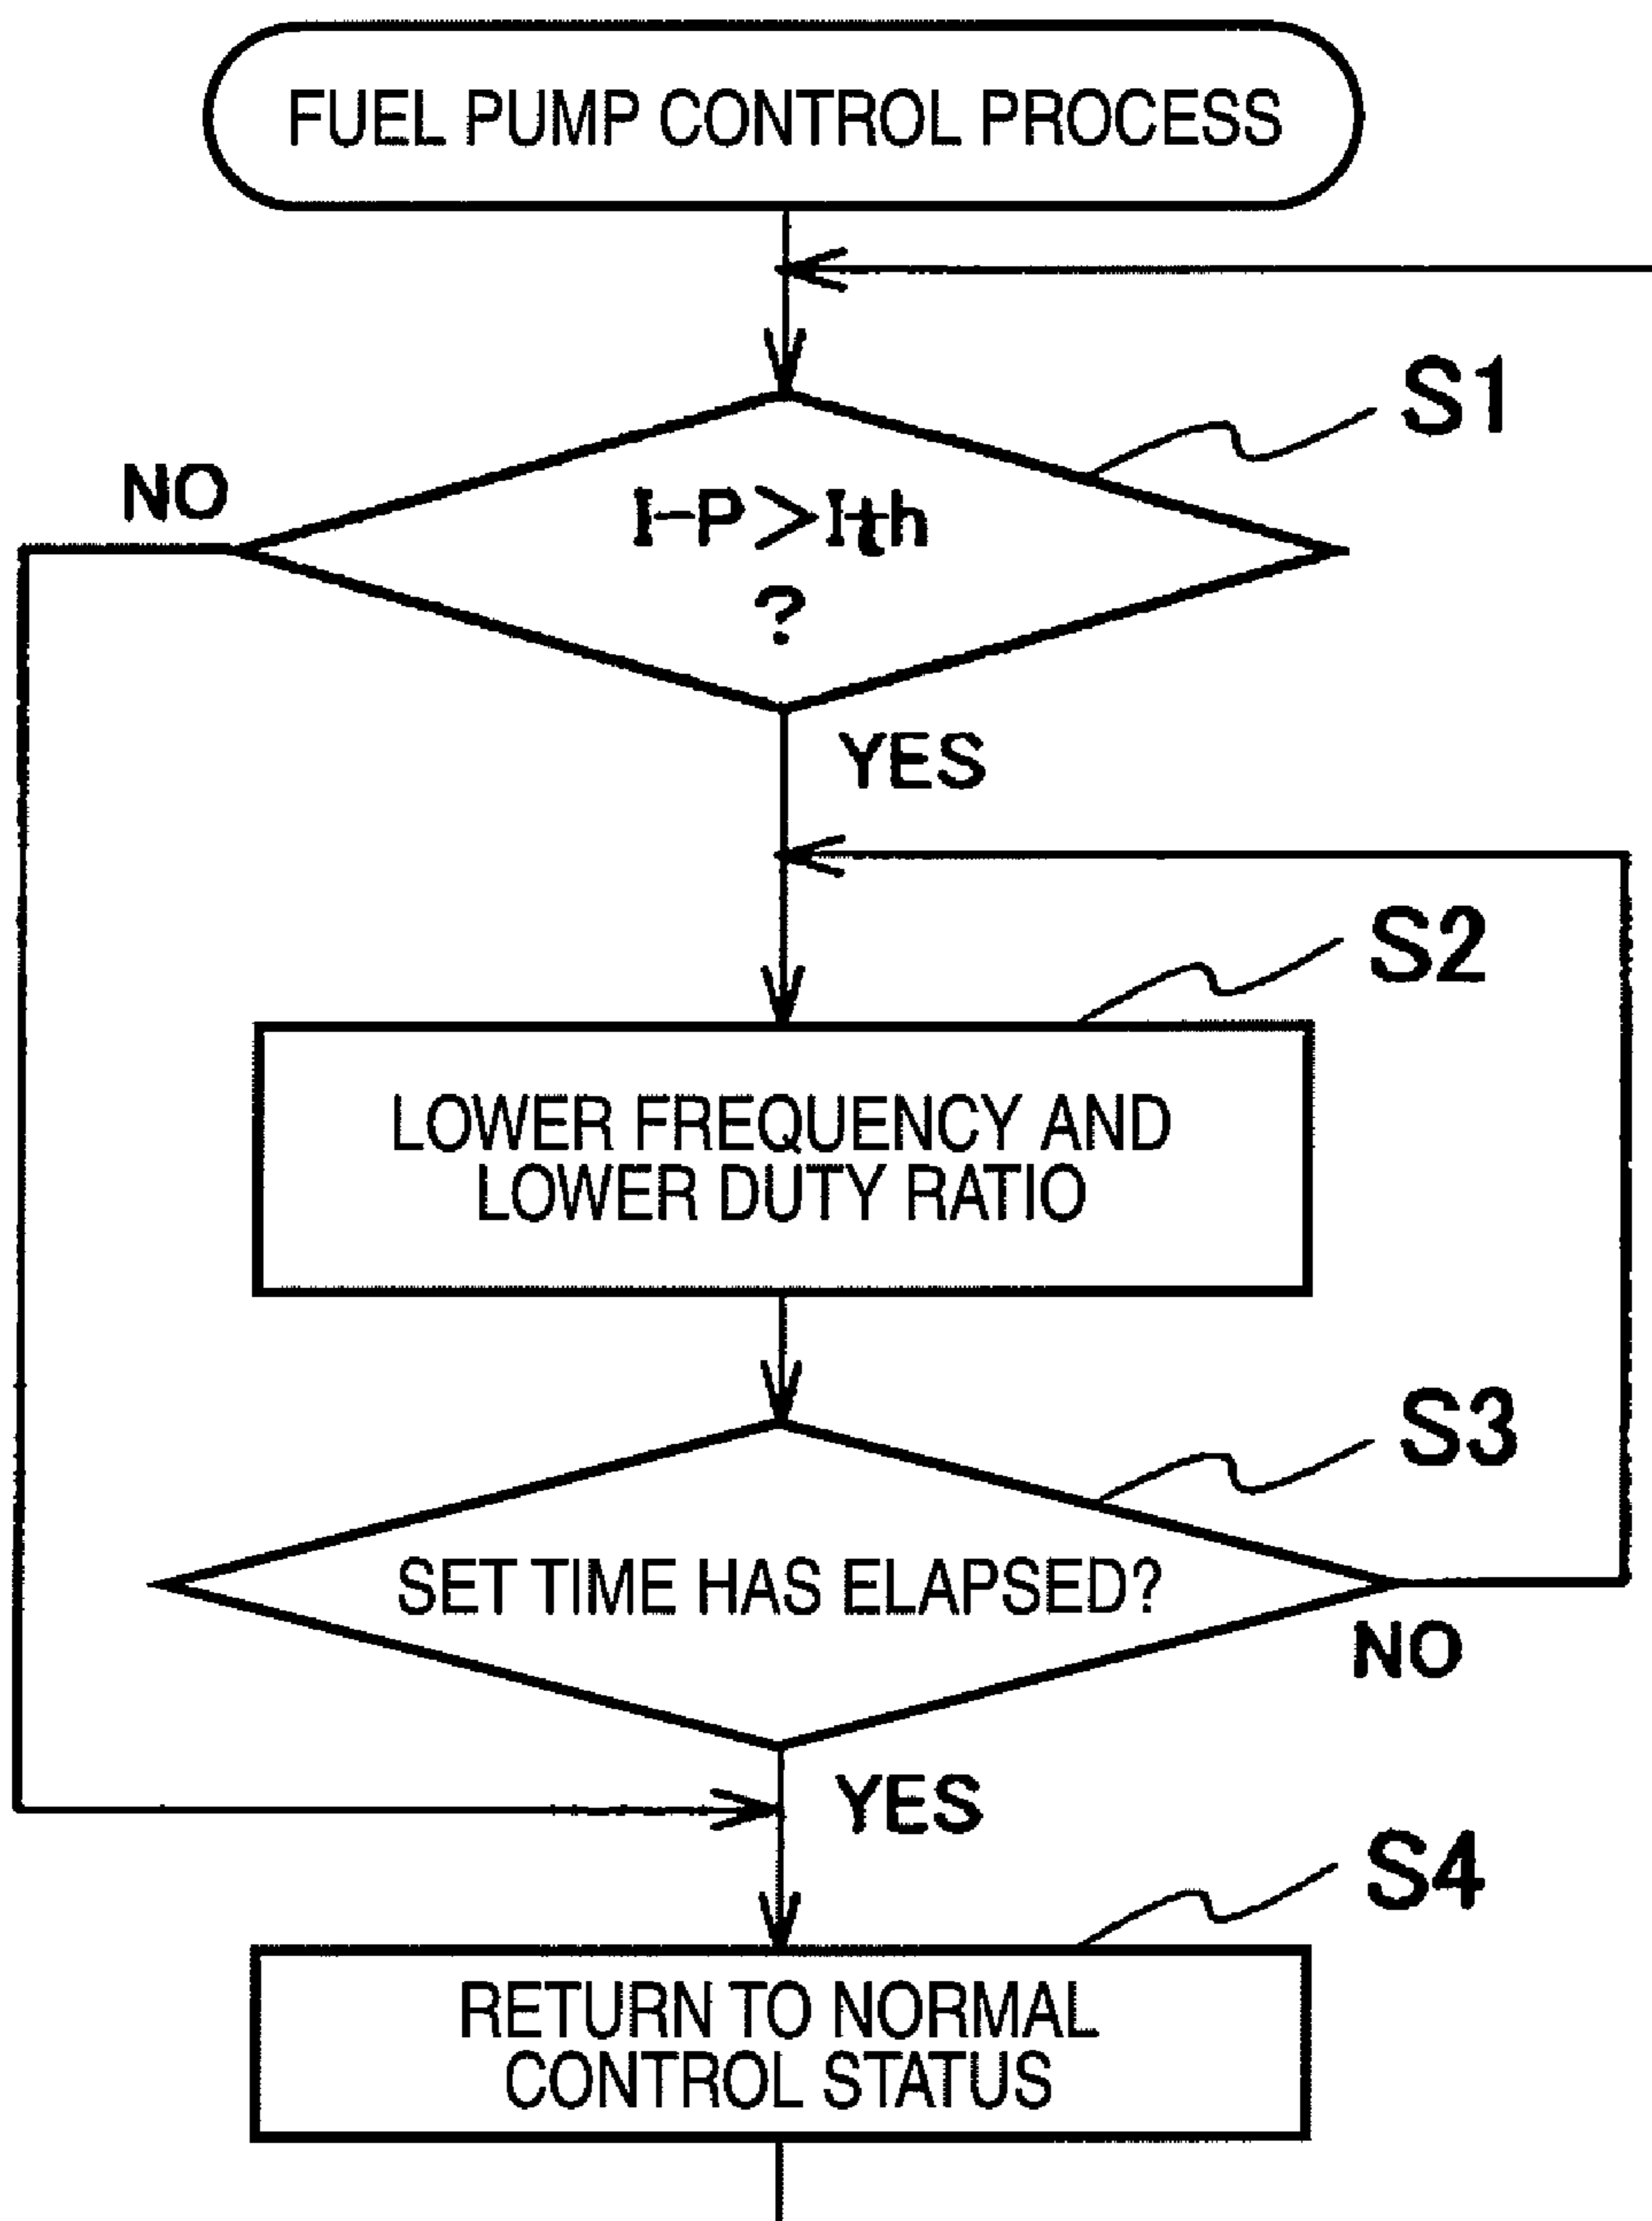 FUEL PUMP CONTROL PROCESS
S1
NO
I-P>Ith
?
YES
S2
LOWER FREQUENCY AND
LOWER DUTY RATIO
S3
SET TIME HAS ELAPSED?
NO
YES
S4
RETURN TO NORMAL
CONTROL STATUS